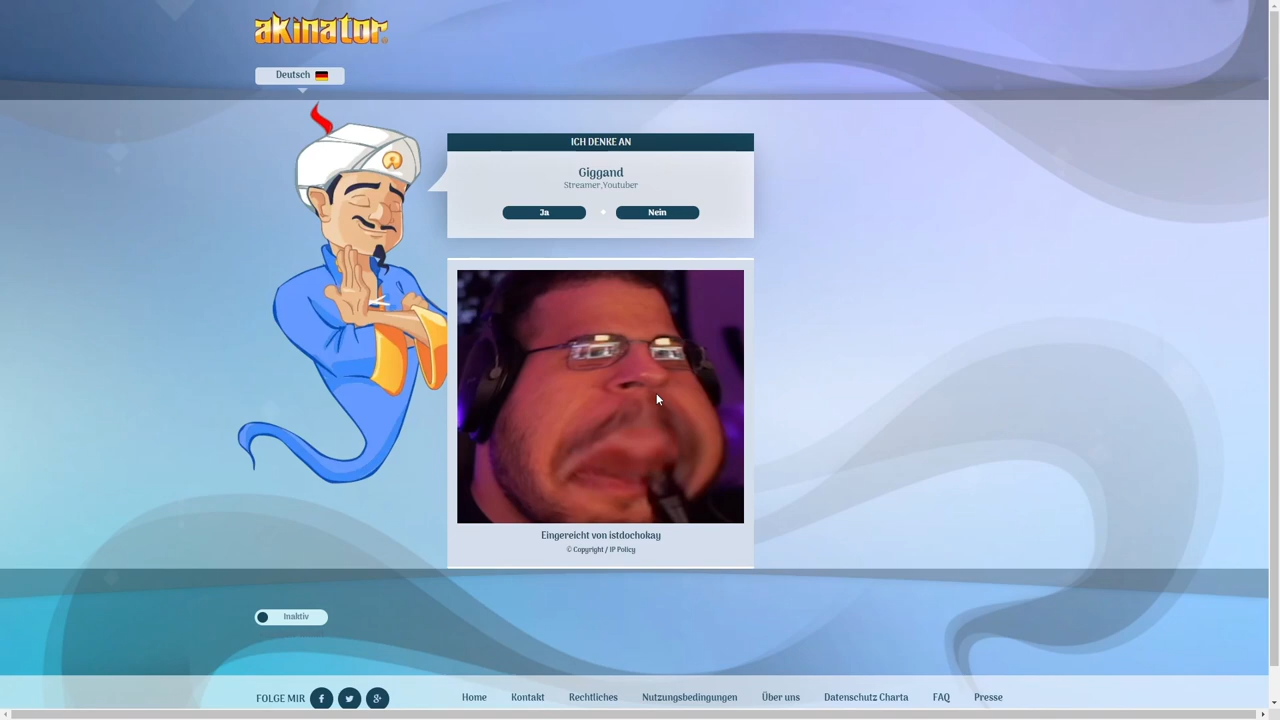 akinator
Deutsch
ICH DENKE AN
Giggand
Streamer,Youtuber
Ja
Nein
Eingereicht von istdochokay
© Copyright / IP Policy
Inaktiv
FOLGE MIR
Home Kontakt Rechtliches Nutzungsbedingungen Über uns Datenschutz Charta FAQ Presse